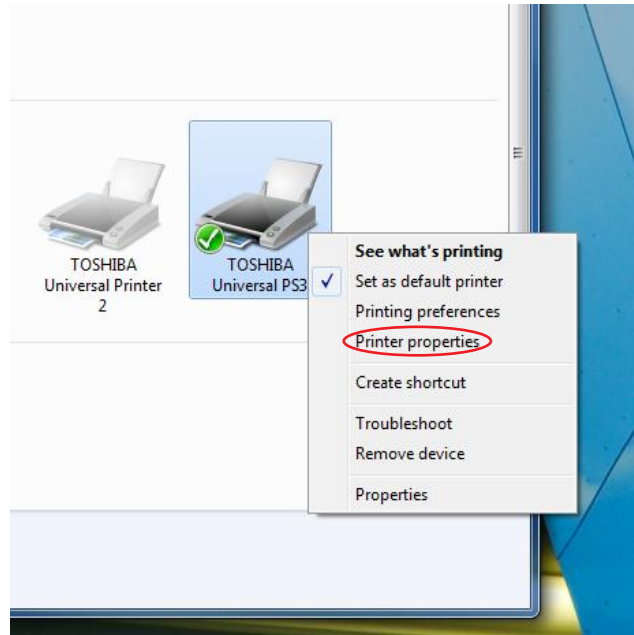 TOSHIBA
Universal Printer
2
TOSHIBA
Universal PS3
See what's printing
Set as default printer
Printing preferences
Printer properties
Create shortcut
Troubleshoot
Remove device
Properties